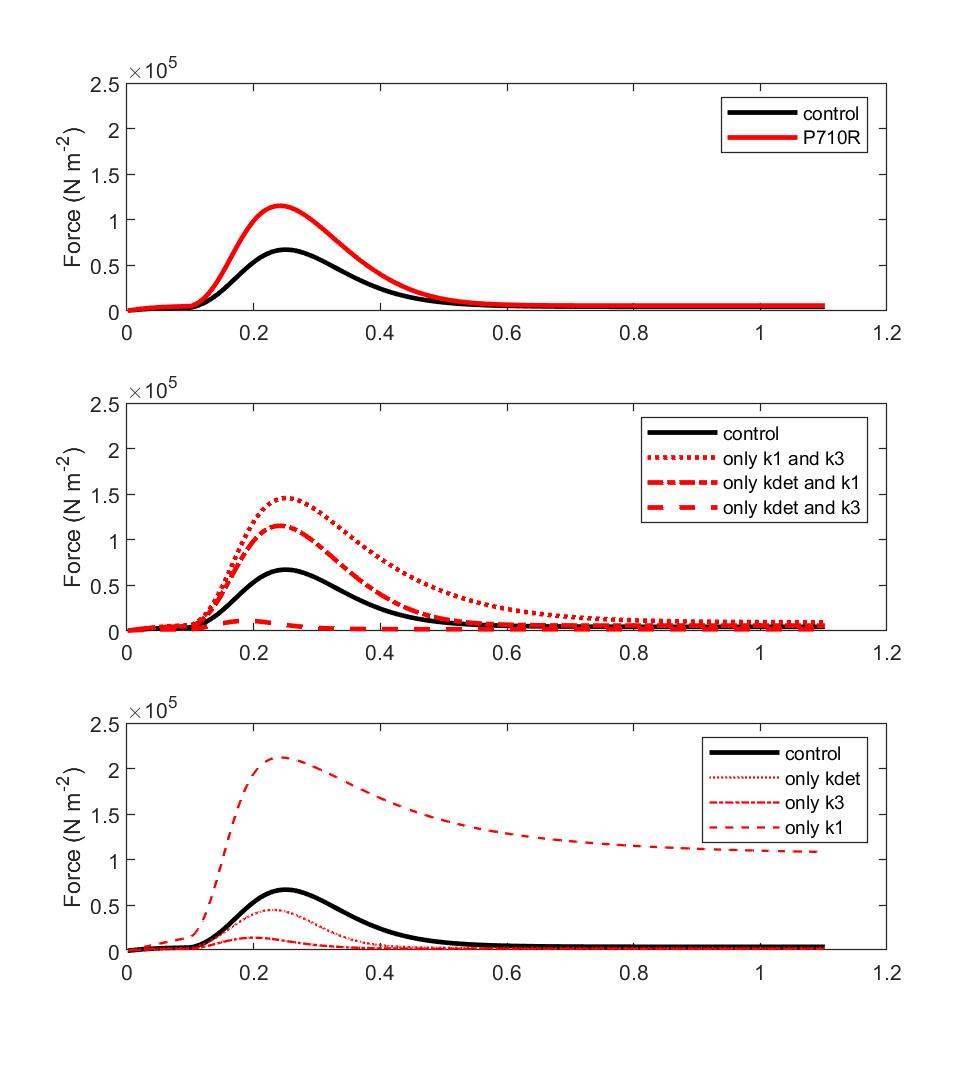 ×10^5
2.5
2
1.5
1
0.5
0
Force (N m^-2)
control
P710R
0 0.2 0.4 0.6 0.8 1 1.2
×10^5
2.5
2
1.5
1
0.5
0
Force (N m^-2)
control
only k1 and k3
only kdet and k1
only kdet and k3
0 0.2 0.4 0.6 0.8 1 1.2
×10^5
2.5
2
1.5
1
0.5
0
Force (N m^-2)
control
only kdet
only k3
only k1
0 0.2 0.4 0.6 0.8 1 1.2